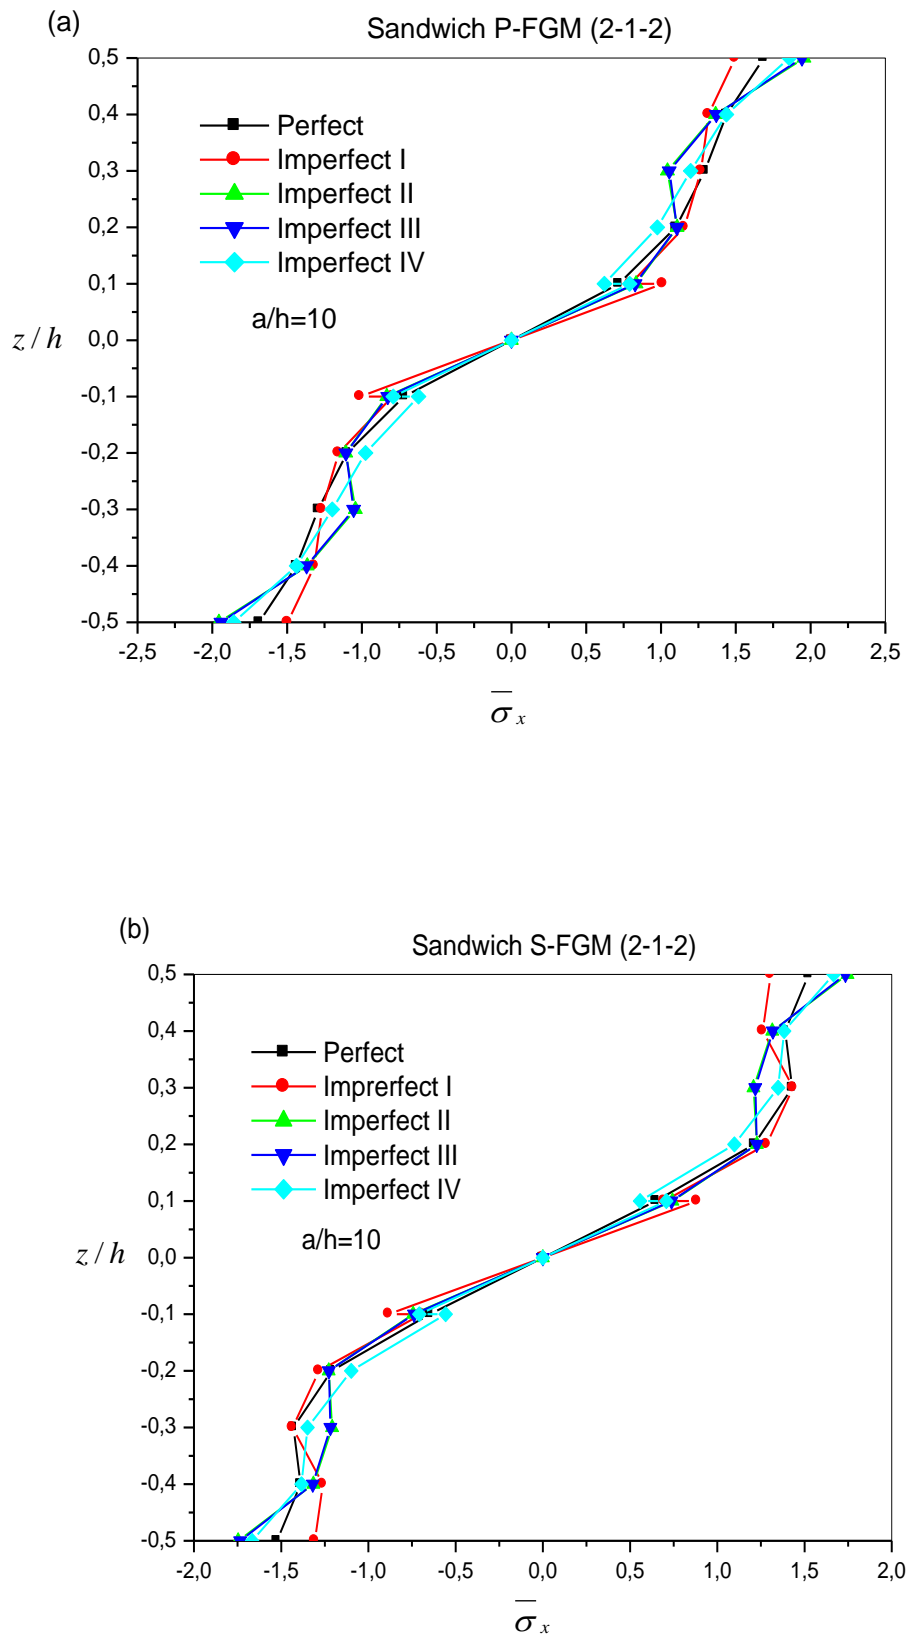 (a)
Sandwich P-FGM (2-1-2)
0,5
0,4
0,3
0,2
0,1
0,0
-0,1
-0,2
-0,3
-0,4
-0,5
z / h
Perfect
Imperfect I
Imperfect II
Imperfect III
Imperfect IV
a/h=10
-2,5 -2,0 -1,5 -1,0 -0,5 0,0 0,5 1,0 1,5 2,0 2,5
σ̅ x
(b)
Sandwich S-FGM (2-1-2)
0,5
0,4
0,3
0,2
0,1
0,0
-0,1
-0,2
-0,3
-0,4
-0,5
z / h
Perfect
Imprerfect I
Imperfect II
Imperfect III
Imperfect IV
a/h=10
-2,0 -1,5 -1,0 -0,5 0,0 0,5 1,0 1,5 2,0
σ̅ x